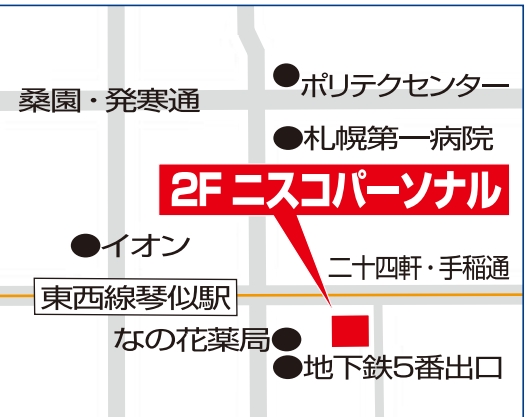 ポリテクセンター
桑園・発寒通
札幌第一病院
2F ニスコパーソナル
イオン
二十四軒・手稲通
東西線琴似駅
なの花薬局
地下鉄5番出口